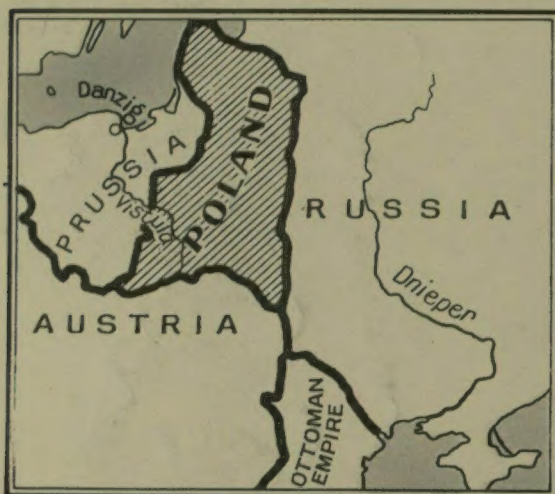 Danzig
PRUSSIA
Vistula
POLAND
RUSSIA
Dnieper
AUSTRIA
OTTOMAN
EMPIRE